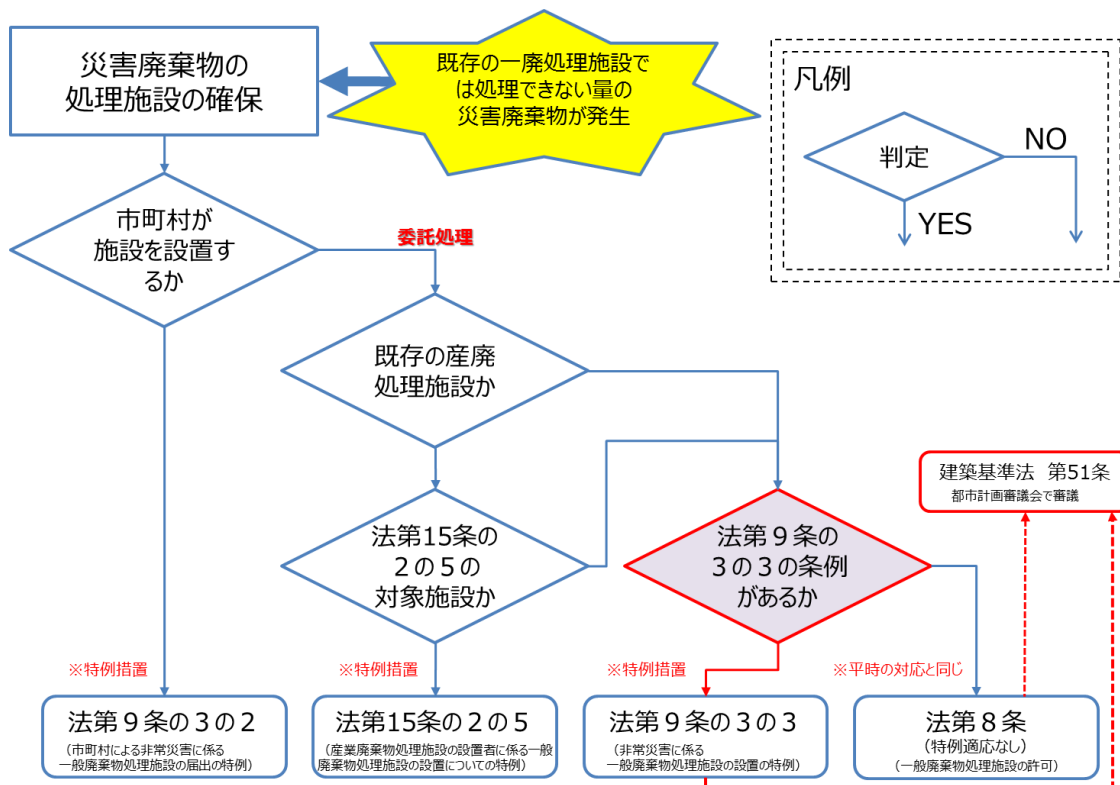 災害廃棄物の
処理施設の確保
既存の一廃処理施設で
は処理できない量の
災害廃棄物が発生
凡例
判定
NO
YES
市町村が
施設を設置す
るか
委託処理
既存の産廃
処理施設か
建築基準法 第51条
都市計画審議会で審議
法第15条の
２の５の
対象施設か
法第９条の
３の３の条例
があるか
※特例措置
※特例措置
※特例措置
※平時の対応と同じ
法第９条の３の２
（市町村による非常災害に係る
一般廃棄物処理施設の届出の特例）
法第15条の２の５
（産業廃棄物処理施設の設置者に係る一般
廃棄物処理施設の設置についての特例）
法第９条の３の３
（非常災害に係る
一般廃棄物処理施設の設置の特例）
法第８条
（特例適応なし）
（一般廃棄物処理施設の許可）